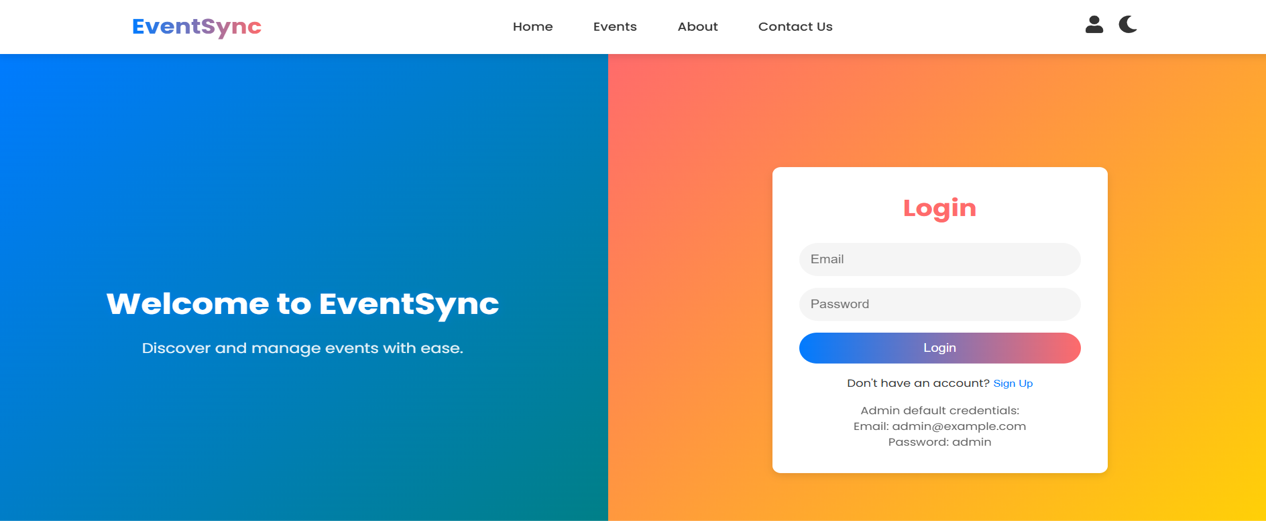 EventSync
Home Events About Contact Us
Welcome to EventSync
Discover and manage events with ease.
Login
Email
Password
Login
Don't have an account? Sign Up
Admin default credentials:
Email: admin@example.com
Password: admin